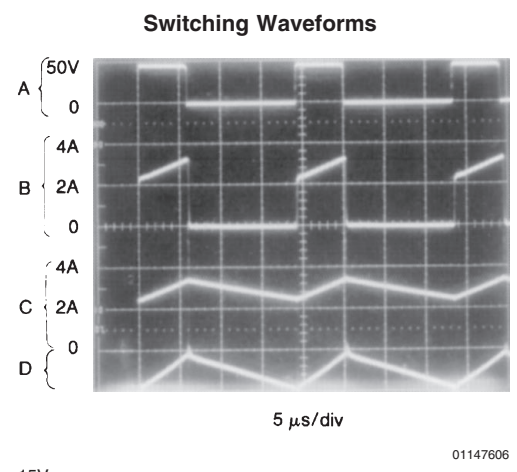 Switching Waveforms
50V
A
0
4A
B 2A
0
4A
C 2A
0
D
5 μs/div
01147606